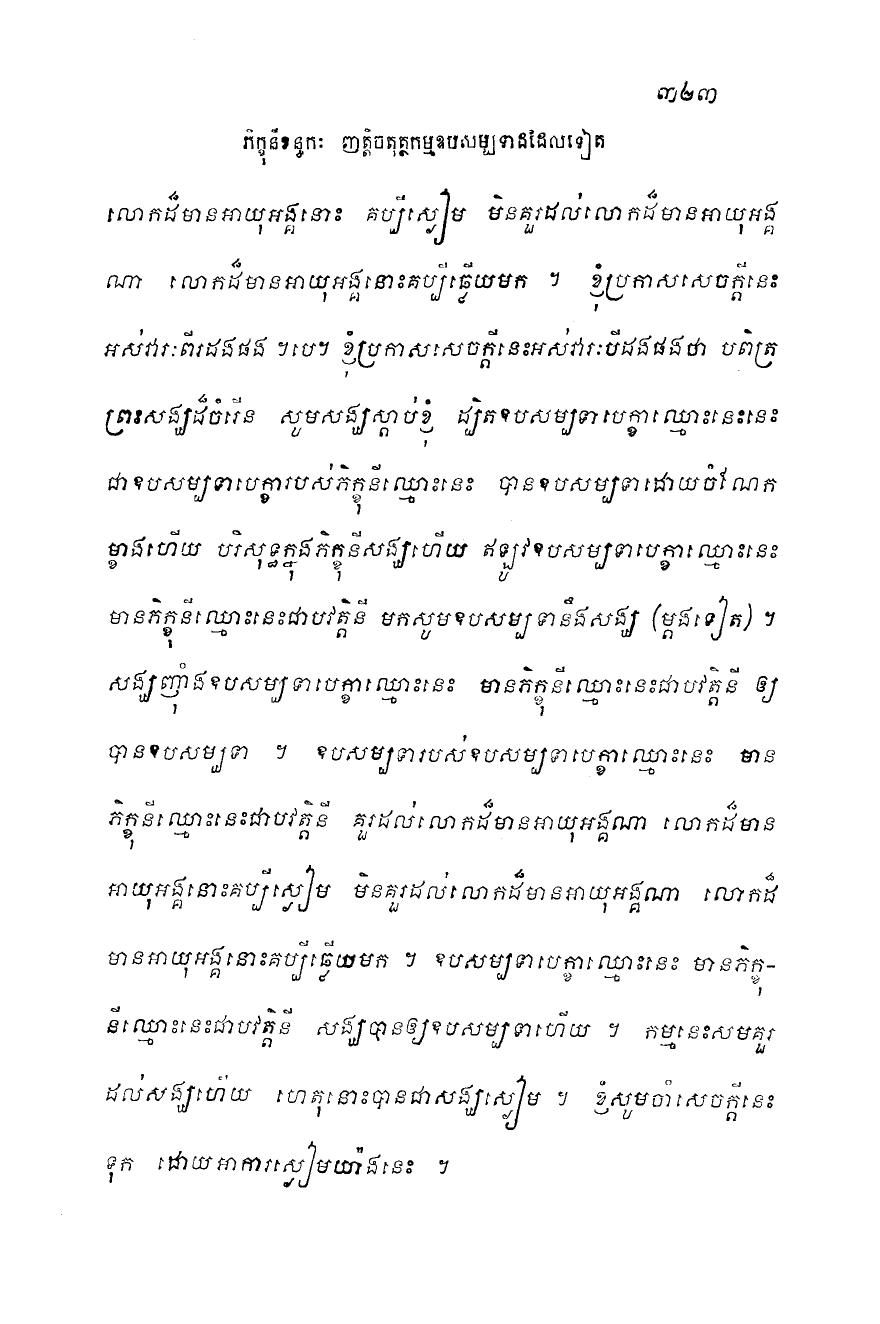 ៣២៣
ភិក្ខុនីខន្ធកៈ ញត្តិចតុត្ថកម្មឧបសម្បទាដដែលទៀត
លោកដ៏មានអាយុអង្គនោះ គប្បីស្ងៀម មិនគួរដល់លោកដ៏មានអាយុអង្គ
ណា លោកដ៏មានអាយុអង្គនោះគប្បីធ្វើយមក ។ ខ្ញុំប្រកាសសេចក្តីនេះ
អស់វារៈពីរដងផង ។បេ។ ខ្ញុំប្រកាសសេចក្តីនេះអស់វារៈបីដងផងថា បពិត្រ
ព្រះសង្ឃដ៏ចំរើន សូមសង្ឃស្តាប់ខ្ញុំ ដ្បិតឧបសម្បទាបេក្ខាឈ្មោះនេះនេះ
ជាឧបសម្បទាបេក្ខារបស់ភិក្ខុនីឈ្មោះនេះ បានឧបសម្បទាដោយចំណែក
ម្ខាងហើយ បរិសុទ្ធក្នុងភិក្ខុនីសង្ឃហើយ ឥឡូវឧបសម្បទាបេក្ខាឈ្មោះនេះ
មានភិក្ខុនីឈ្មោះនេះជាបវត្តិនី មកសូមឧបសម្បទានឹងសង្ឃ (ម្តងទៀត) ។
សង្ឃញ៉ាំងឧបសម្បទាបេក្ខាឈ្មោះនេះ មានភិក្ខុនីឈ្មោះនេះជាបវត្តិនី ឲ្យ
បានឧបសម្បទា ។ ឧបសម្បទារបស់ឧបសម្បទាបេក្ខាឈ្មោះនេះ មាន
ភិក្ខុនីឈ្មោះនេះជាបវត្តិនី គួរដល់លោកដ៏មានអាយុអង្គណា លោកដ៏មាន
អាយុអង្គនោះគប្បីស្ងៀម មិនគួរដល់លោកដ៏មានអាយុអង្គណា លោកដ៏
មានអាយុអង្គនោះគប្បីធ្វើយមក ។ ឧបសម្បទាបេក្ខាឈ្មោះនេះ មានភិក្ខុ-
នីឈ្មោះនេះជាបវត្តិនី សង្ឃបានឲ្យឧបសម្បទាហើយ ។ កម្មនេះសមគួរ
ដល់សង្ឃហើយ ហេតុនោះបានជាសង្ឃស្ងៀម ។ ខ្ញុំសូមចាំសេចក្តីនេះ
ទុក ដោយអាការស្ងៀមយ៉ាងនេះ ។